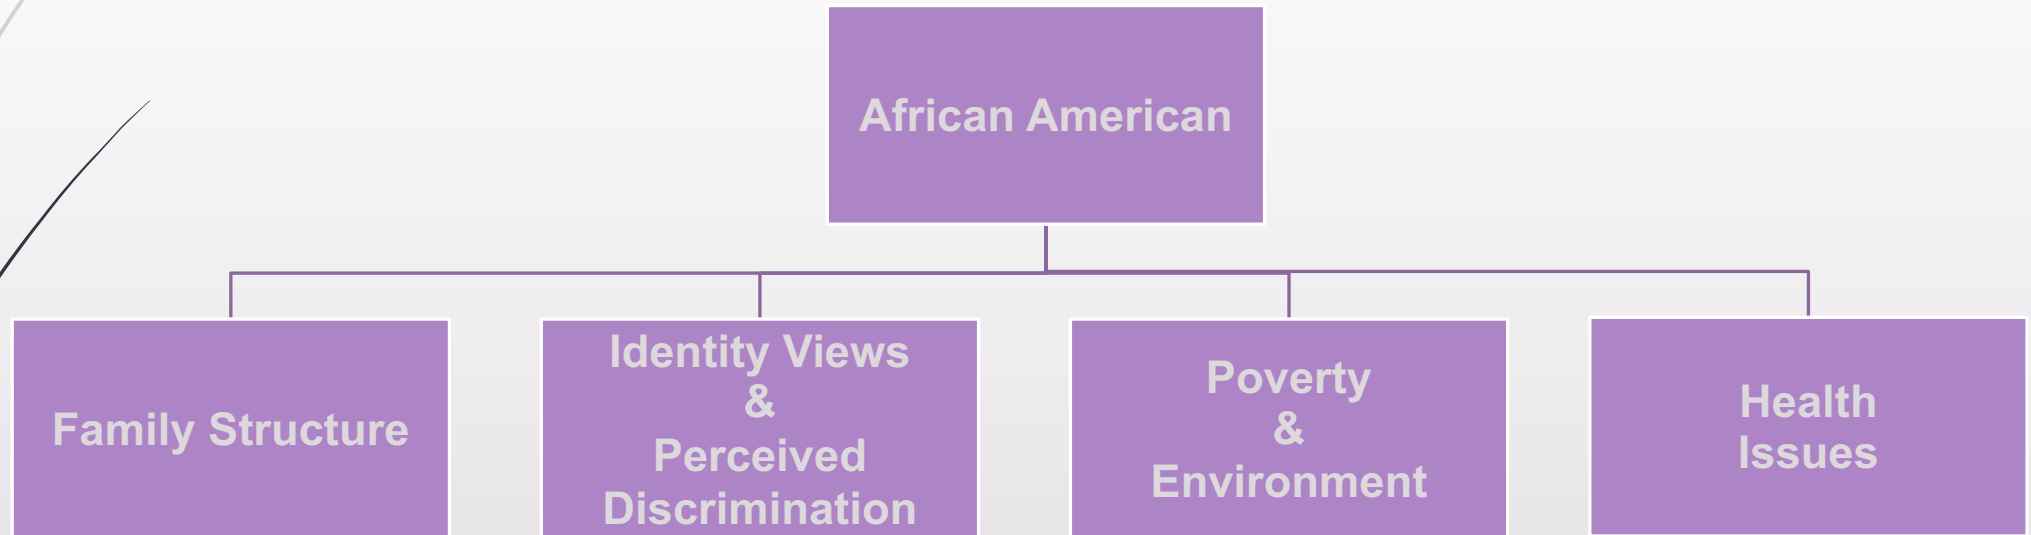 African American
Family Structure
Identity Views
&
Perceived
Discrimination
Poverty
&
Environment
Health
Issues